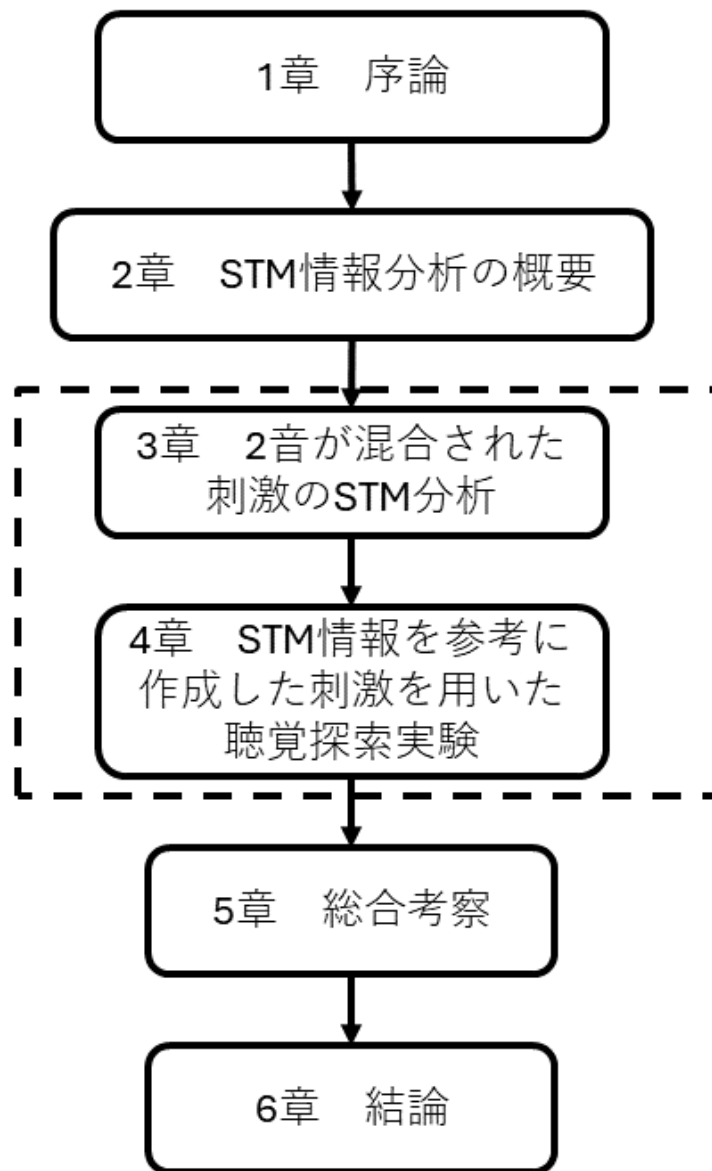 1章　序論
2章　STM情報分析の概要
3章　2音が混合された
刺激のSTM分析
4章　STM情報を参考に
作成した刺激を用いた
聴覚探索実験
5章　総合考察
6章　結論